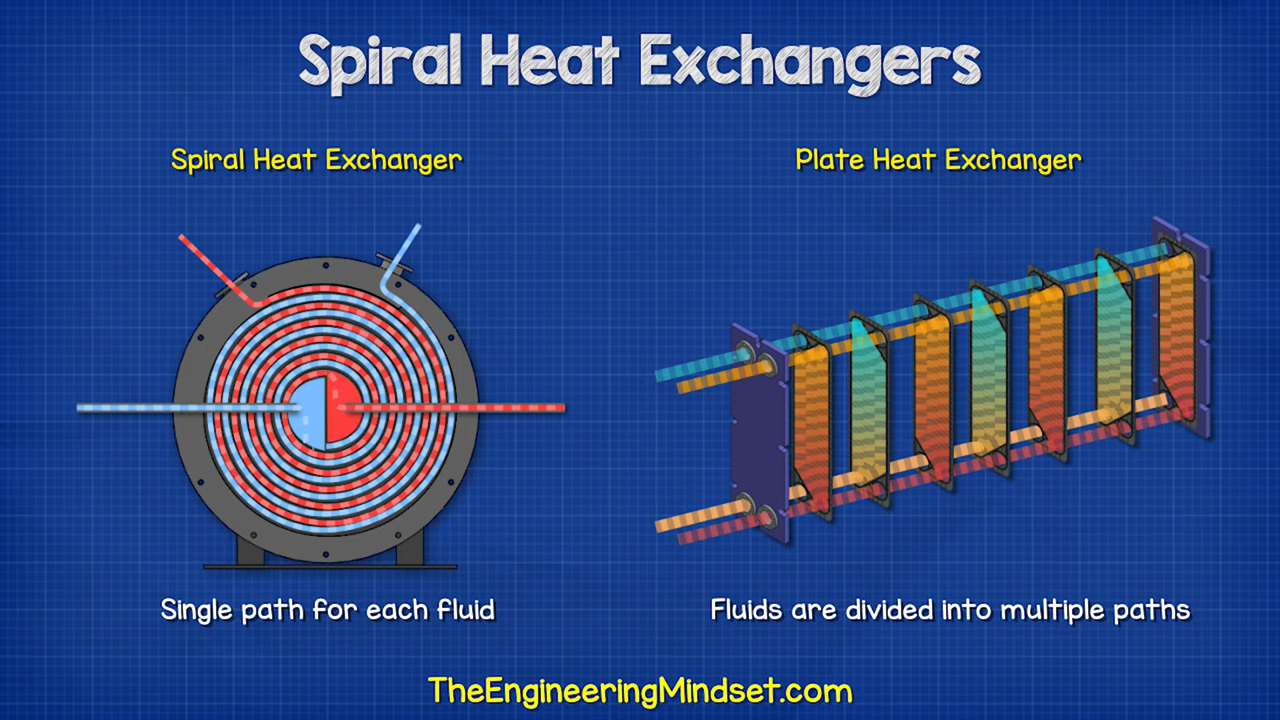 Spiral Heat Exchangers
Spiral Heat Exchanger
Plate Heat Exchanger
Single path for each fluid
Fluids are divided into multiple paths
TheEngineeringMindset.com